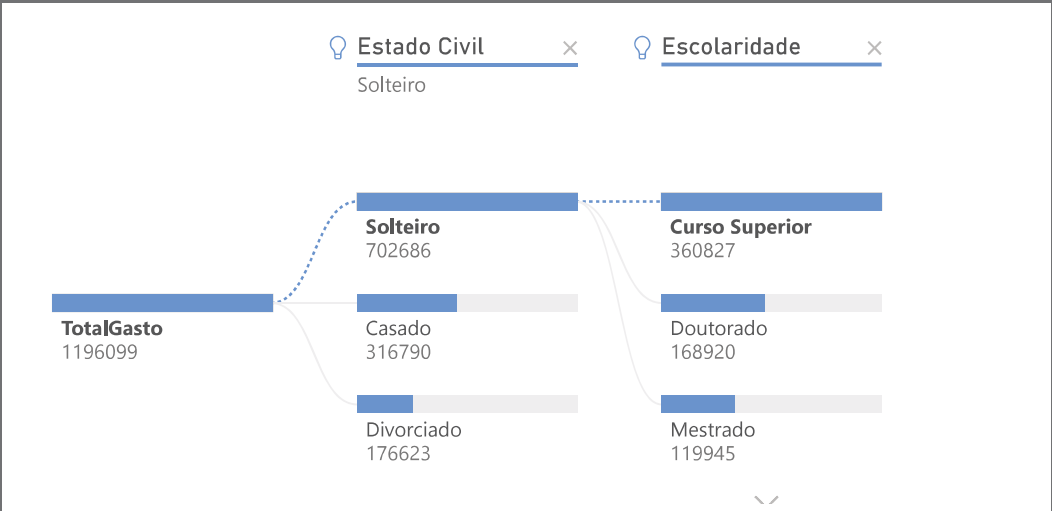 Estado Civil
Escolaridade
Solteiro
Solteiro
702686
Curso Superior
360827
TotalGasto
1196099
Casado
316790
Doutorado
168920
Divorciado
176623
Mestrado
119945